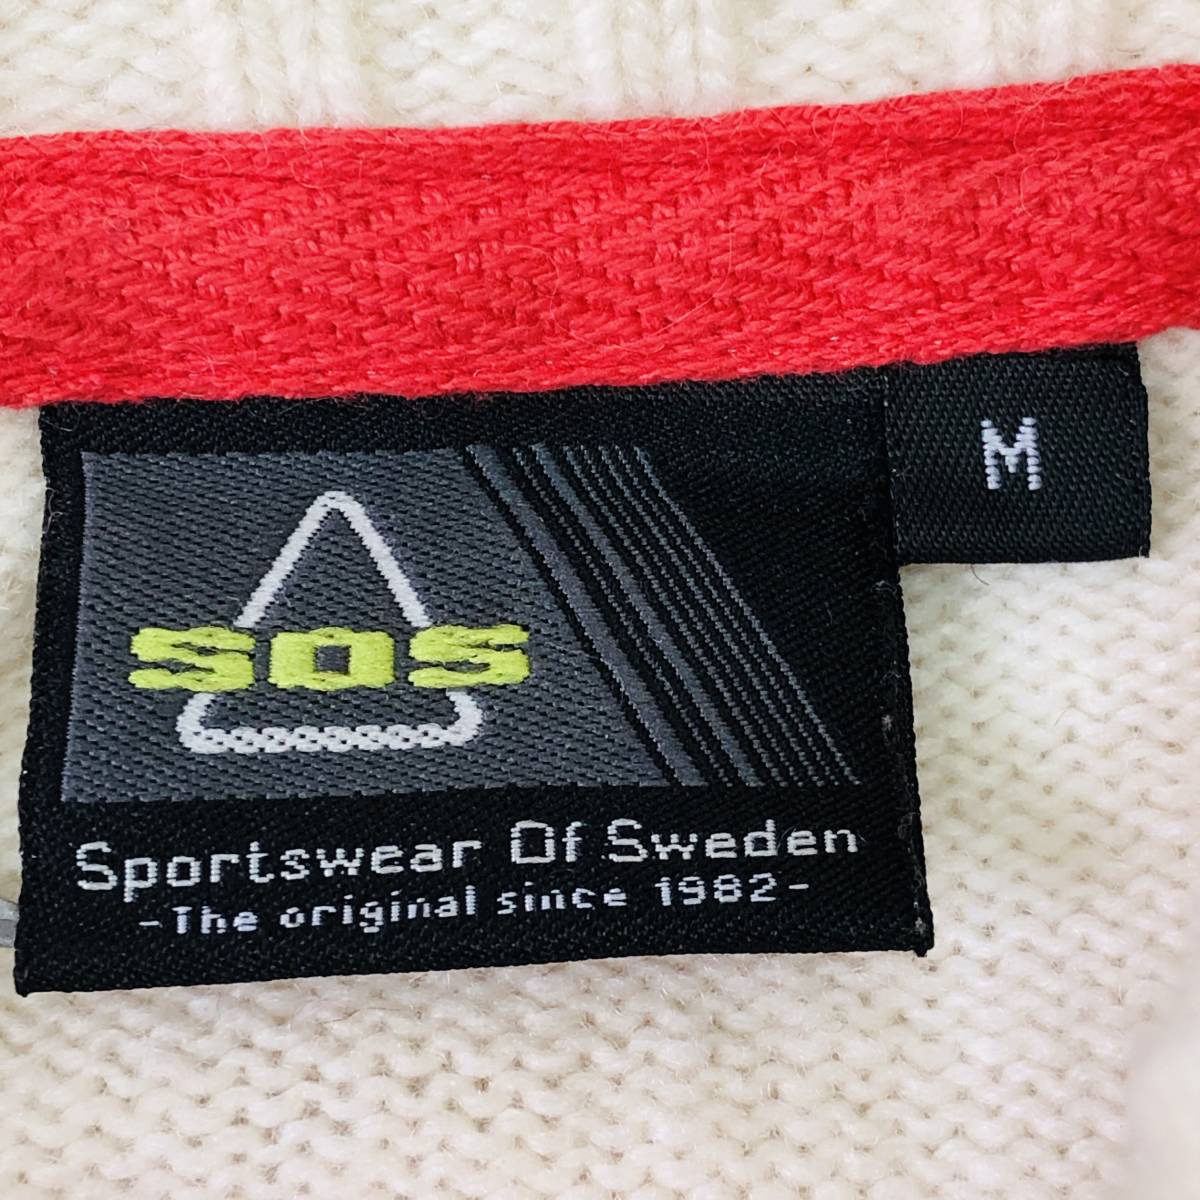 M
SOS
Sportswear Of Sweden
-The original since 1982-